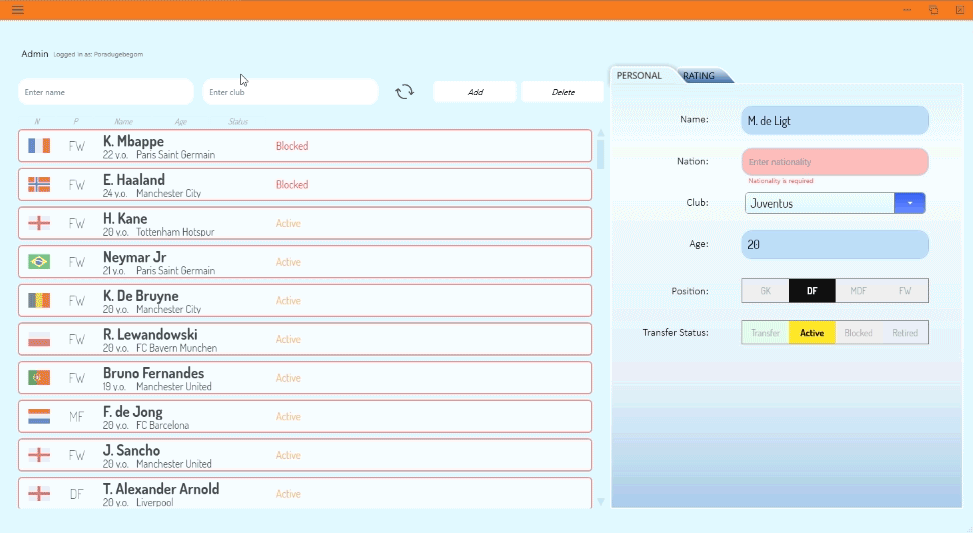 Admin Logged in as: Poradugebegom
Enter name Enter club Add Delete
N P Name Age Status
FW K. Mbappe Blocked
22 y.o. Paris Saint Germain
FW E. Haaland Blocked
24 y.o. Manchester City
FW H. Kane Active
20 y.o. Tottenham Hotspur
FW Neymar Jr Active
21 y.o. Paris Saint Germain
FW K. De Bruyne Active
20 y.o. Manchester City
FW R. Lewandowski Active
20 y.o. FC Bayern Munchen
FW Bruno Fernandes Active
19 y.o. Manchester United
MF F. de Jong Active
20 y.o. FC Barcelona
FW J. Sancho Active
20 y.o. Manchester United
DF T. Alexander Arnold Active
20 y.o. Liverpool
PERSONAL RATING
Name: M. de Ligt
Nation: Enter nationality
Nationality is required
Club: Juventus
Age: 20
Position: GK DF MDF FW
Transfer Status: Transfer Active Blocked Retired